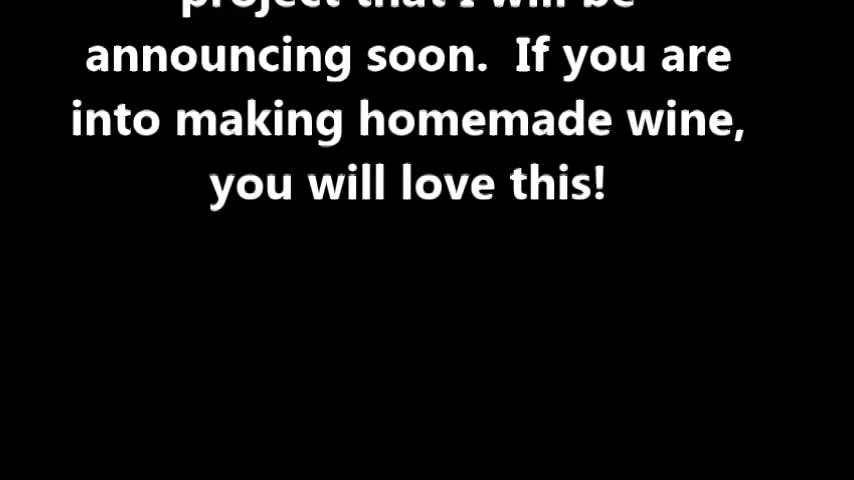 project that I will be
announcing soon.  If you are
into making homemade wine,
you will love this!